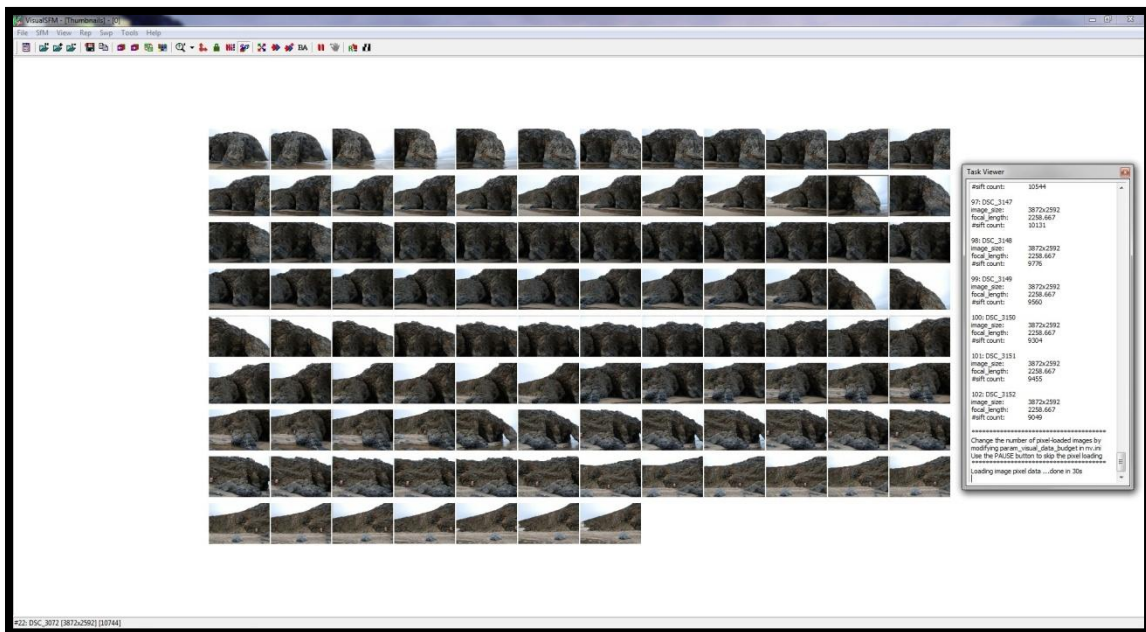 VisualSFM - [Thumbnails] - [0]
File SfM View Rep Swp Tools Help
BA
Task Viewer
#sift count: 10544
97: DSC_3147
image_size: 3872x2592
focal_length: 2258.667
#sift count: 10131
98: DSC_3148
image_size: 3872x2592
focal_length: 2258.667
#sift count: 9776
99: DSC_3149
image_size: 3872x2592
focal_length: 2258.667
#sift count: 9560
100: DSC_3150
image_size: 3872x2592
focal_length: 2258.667
#sift count: 9304
101: DSC_3151
image_size: 3872x2592
focal_length: 2258.667
#sift count: 9455
102: DSC_3152
image_size: 3872x2592
focal_length: 2258.667
#sift count: 9049
Change the number of pixel-loaded images by
modifying param_visual_data_budget in nv.ini
Use the PAUSE button to skip the pixel loading
Loading image pixel data ...done in 30s
#22: DSC_3072 [3872x2592] [10744]